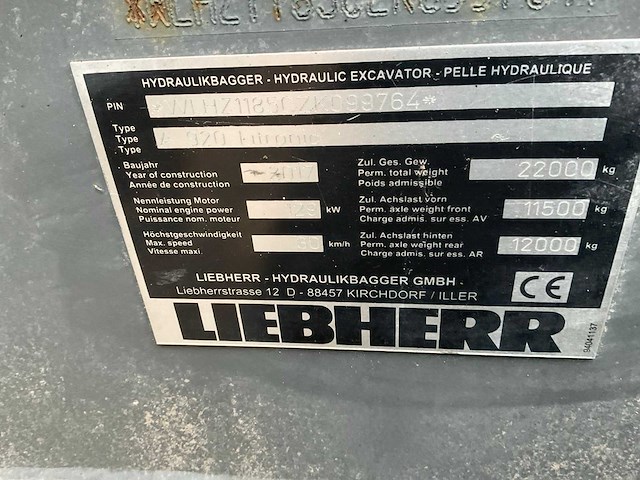 HYDRAULIKBAGGER - HYDRAULIC EXCAVATOR - PELLE HYDRAULIQUE
PIN
Type
Type A 920 Litronic
Type
Baujahr
Year of construction
Année de construction
Zul. Ges. Gew.
Perm. total weight 22000 kg
Poids admissible
Nennleistung Motor
Nominal engine power kW
Puissance nom. moteur
Zul. Achslast vorn
Perm. axle weight front 11500 kg
Charge admis. sur ess. AV
Höchstgeschwindigkeit
Max. speed km/h
Vitesse maxi.
Zul. Achslast hinten
Perm. axle weight rear 12000 kg
Charge admis. sur ess. AR
LIEBHERR - HYDRAULIKBAGGER GMBH
Liebherrstrasse 12 D - 88457 KIRCHDORF / ILLER
CE
LIEBHERR
94041137